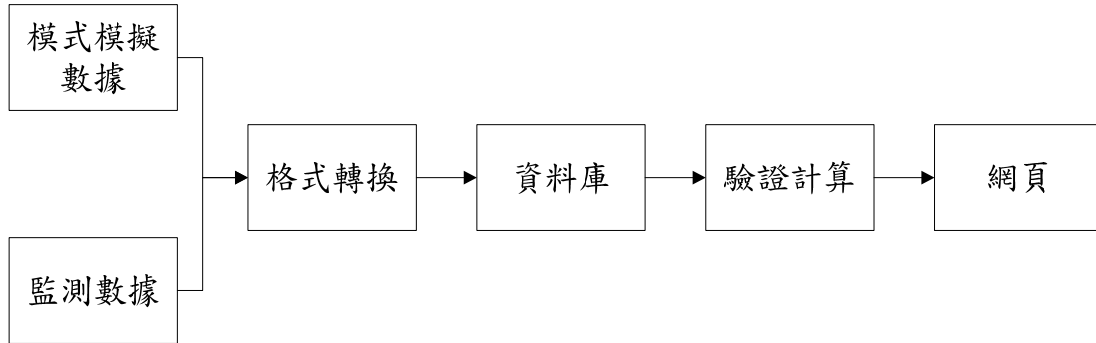 模式模擬
數據
監測數據
格式轉換
資料庫
驗證計算
網頁